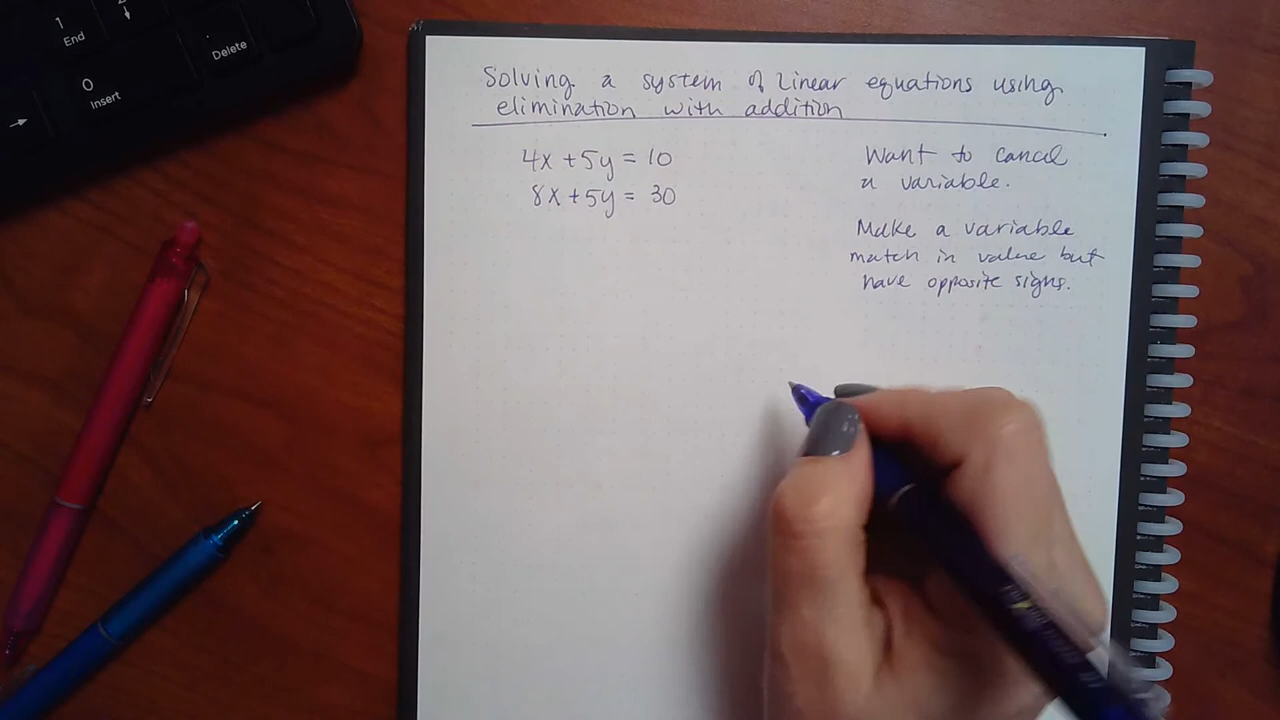 1
End
↓
Delete
0
Insert
→
Solving a system of linear equations using
elimination with addition
4x + 5y = 10
8x + 5y = 30
Want to cancel
a variable.
Make a variable
match in value but
have opposite signs.